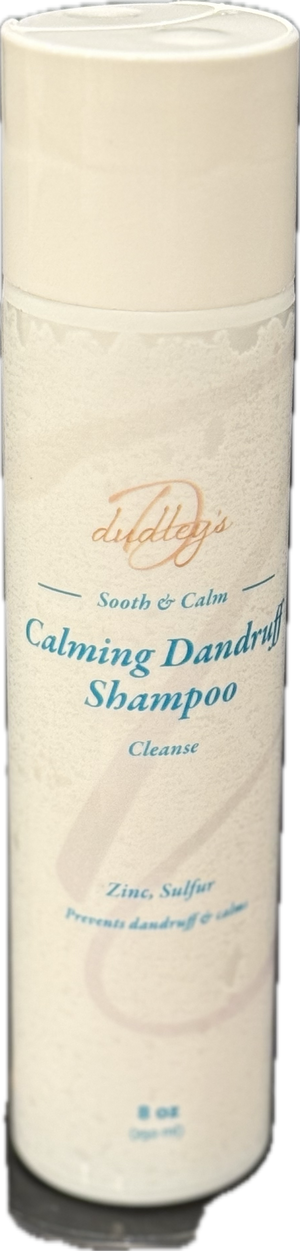 dudley's
Sooth & Calm
Calming Dandruff
Shampoo
Cleanse
Zinc, Sulfur
Prevents dandruff & calms
8 oz